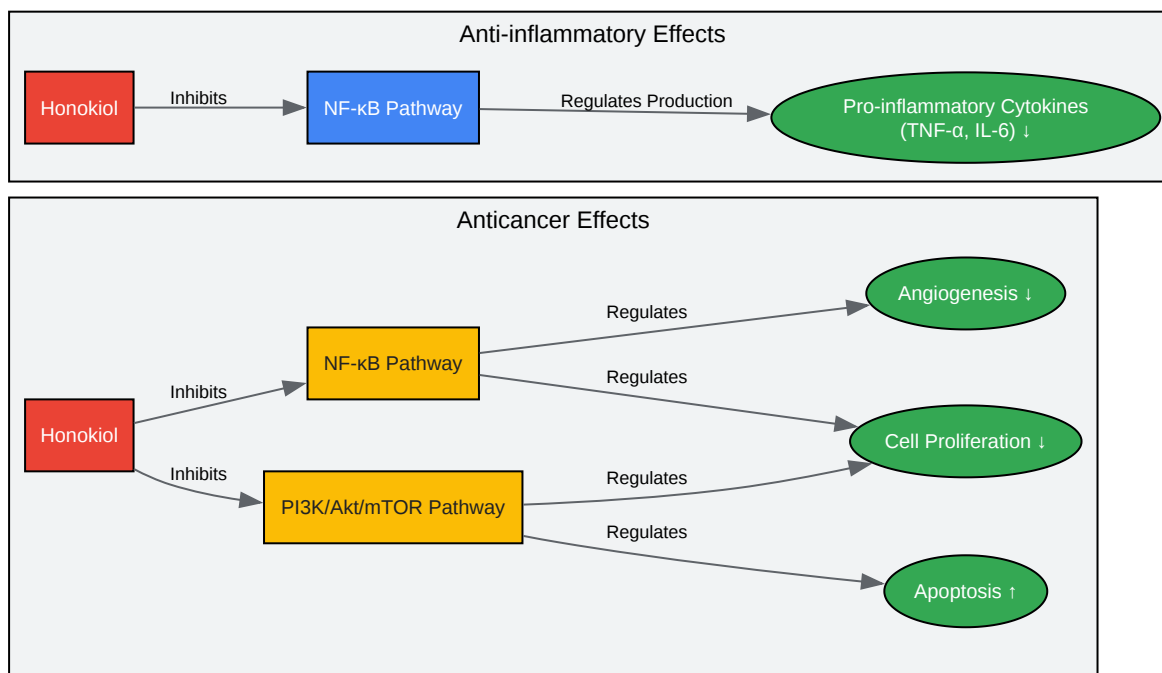 Anti-inflammatory Effects
Honokiol
Inhibits
NF-κB Pathway
Regulates Production
Pro-inflammatory Cytokines
(TNF-α, IL-6) ↓
Anticancer Effects
Honokiol
Inhibits
Inhibits
NF-κB Pathway
PI3K/Akt/mTOR Pathway
Regulates
Regulates
Regulates
Regulates
Angiogenesis ↓
Cell Proliferation ↓
Apoptosis ↑